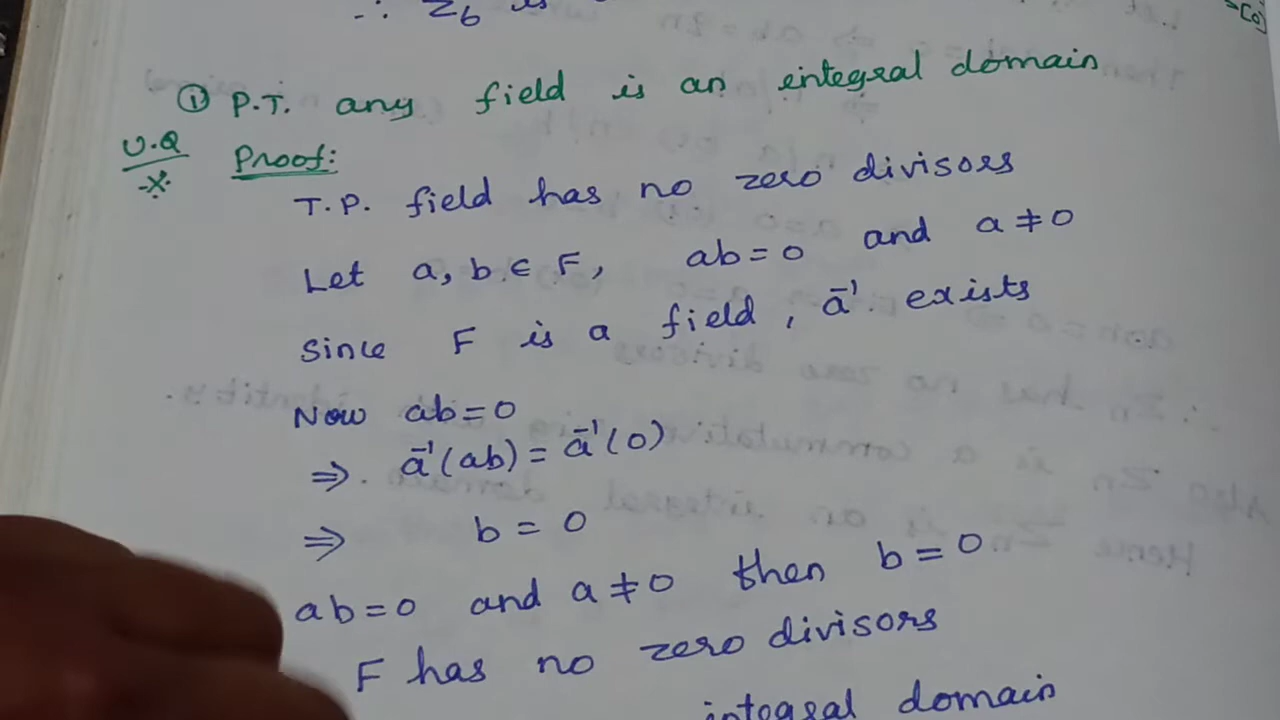 ∴ Z6 is
① P.T. any field is an integral domain
U.Q Proof:
T.P. field has no zero divisors
Let a, b ∈ F, ab = 0 and a ≠ 0
Since F is a field, a⁻¹ exists
Now ab = 0
⇒ a⁻¹(ab) = a⁻¹(0)
⇒ b = 0
ab = 0 and a ≠ 0 then b = 0
F has no zero divisors
integral domain